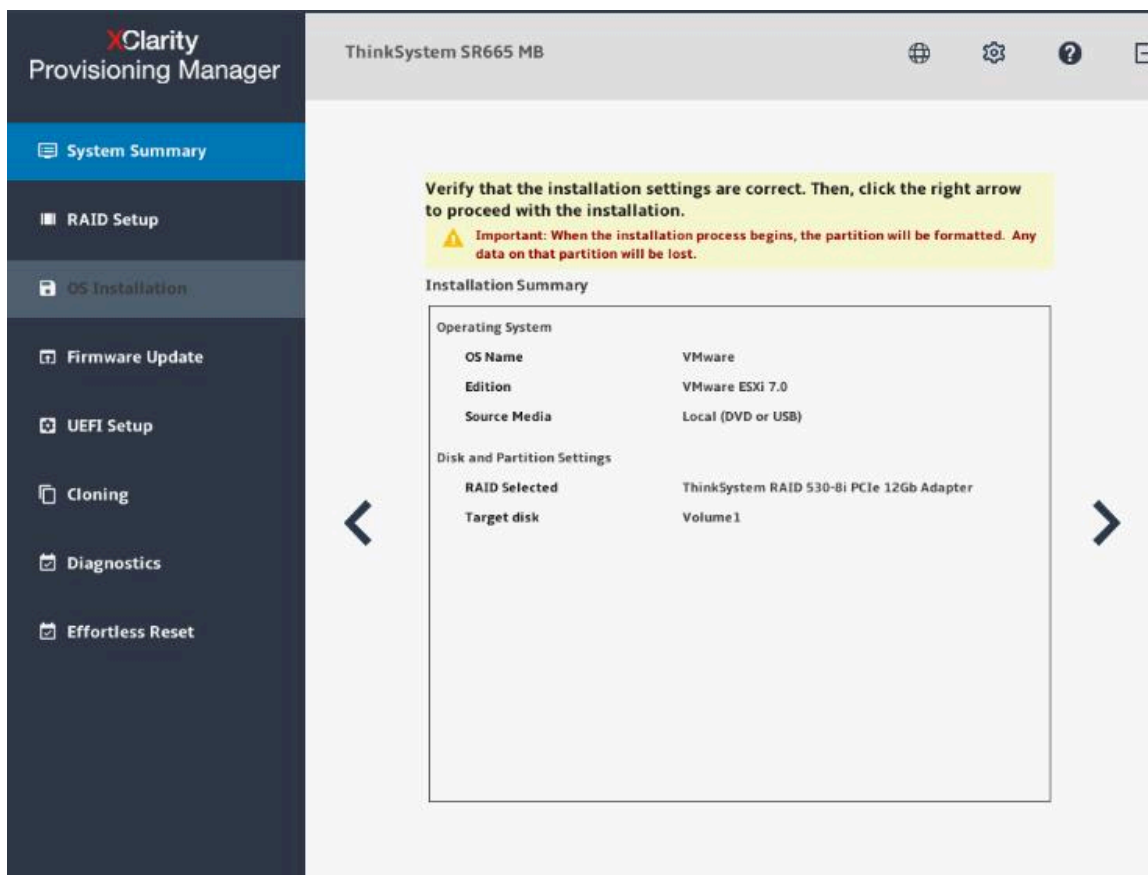 XClarity
Provisioning Manager
ThinkSystem SR665 MB
System Summary
RAID Setup
OS Installation
Firmware Update
UEFI Setup
Cloning
Diagnostics
Effortless Reset
Verify that the installation settings are correct. Then, click the right arrow
to proceed with the installation.
Important: When the installation process begins, the partition will be formatted. Any
data on that partition will be lost.
Installation Summary
Operating System
OS Name VMware
Edition VMware ESXi 7.0
Source Media Local (DVD or USB)
Disk and Partition Settings
RAID Selected ThinkSystem RAID 530-8i PCIe 12Gb Adapter
Target disk Volume1